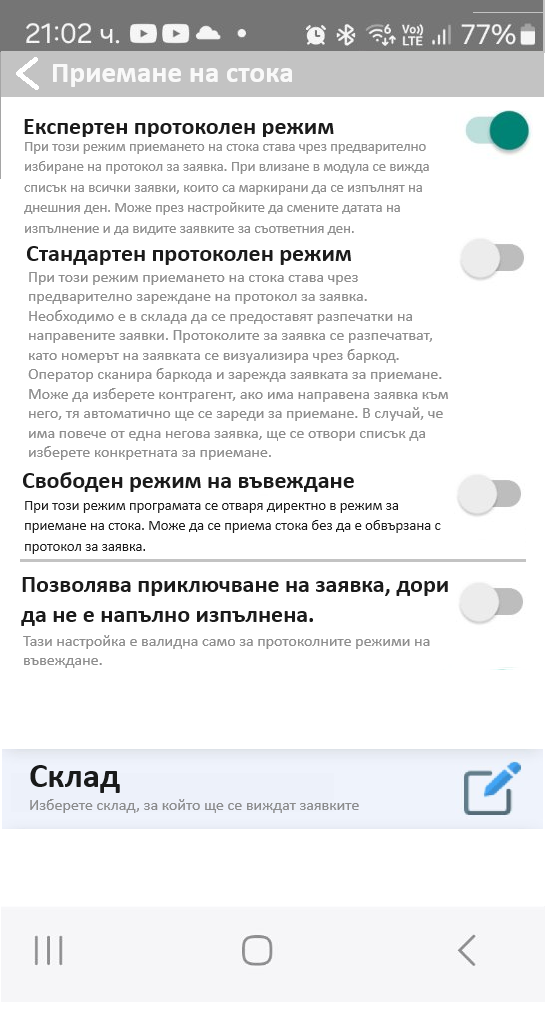 21:02 ч.
Vo))
LTE
6
77%
Приемане на стока
Експертен протоколен режим
При този режим приемането на стока става чрез предварително
избиране на протокол за заявка. При влизане в модула се вижда
списък на всички заявки, които са маркирани да се изпълнят на
днешния ден. Може през настройките да смените датата на
изпълнение и да видите заявките за съответния ден.
Стандартен протоколен режим
При този режим приемането на стока става чрез
предварително зареждане на протокол за заявка.
Необходимо е в склада да се предоставят разпечатки на
направените заявки. Протоколите за заявка се разпечатват,
като номерът на заявката се визуализира чрез баркод.
Оператор сканира баркода и зарежда заявката за приемане.
Може да изберете контрагент, ако има направена заявка към
него, тя автоматично ще се зареди за приемане. В случай, че
има повече от една негова заявка, ще се отвори списък да
изберете конкретната за приемане.
Свободен режим на въвеждане
При този режим програмата се отваря директно в режим за
приемане на стока. Може да се приема стока без да е обвързана с
протокол за заявка.
Позволява приключване на заявка, дори
да не е напълно изпълнена.
Тази настройка е валидна само за протоколните режими на
въвеждане.
Склад
Изберете склад, за който ще се виждат заявките